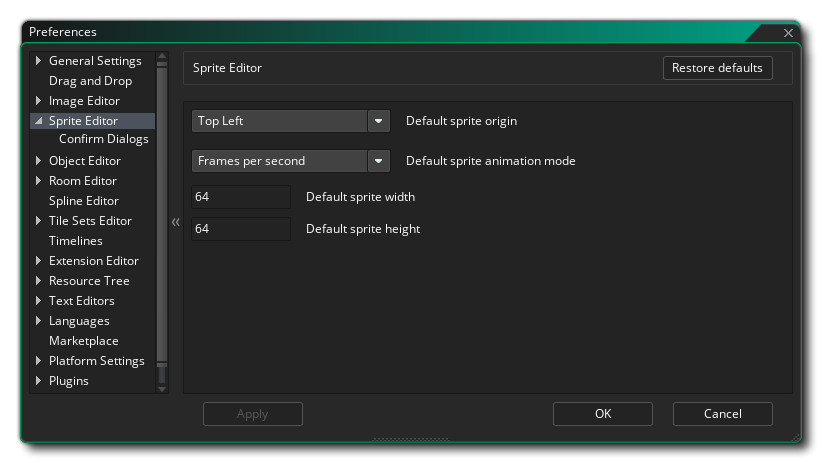 Preferences
General Settings
Drag and Drop
Image Editor
Sprite Editor
Confirm Dialogs
Object Editor
Room Editor
Spline Editor
Tile Sets Editor
Timelines
Extension Editor
Resource Tree
Text Editors
Languages
Marketplace
Platform Settings
Plugins
Sprite Editor
Restore defaults
Top Left Default sprite origin
Frames per second Default sprite animation mode
64 Default sprite width
64 Default sprite height
Apply OK Cancel